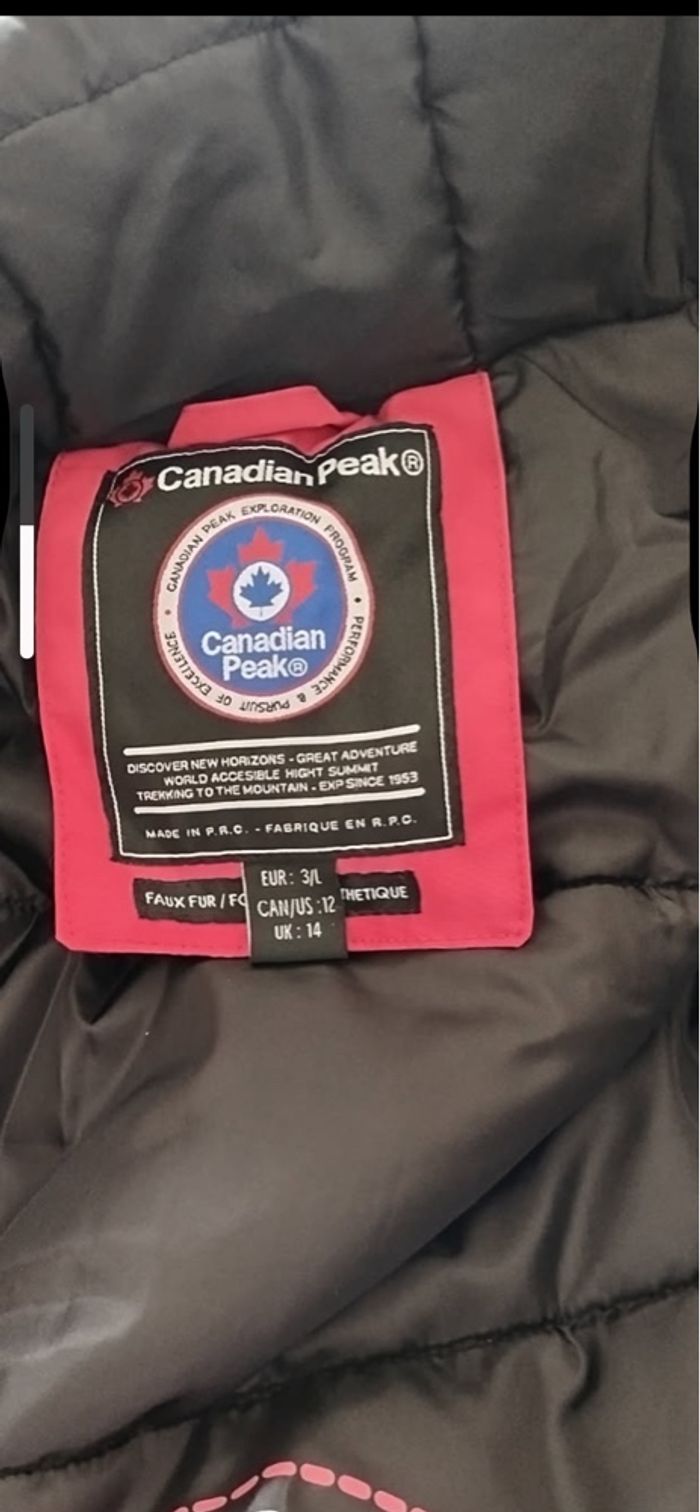 Canadian Peak®
CANADIAN PEAK EXPLORATION PROGRAM • PERFORMANCE & PURSUIT OF EXCELLENCE •
Canadian
Peak®
DISCOVER NEW HORIZONS - GREAT ADVENTURE
WORLD ACCESIBLE HIGHT SUMMIT
TREKKING TO THE MOUNTAIN - EXP SINCE 1953
MADE IN P.R.C. - FABRIQUE EN R.P.C.
FAUX FUR / FO
THETIQUE
EUR: 3/L
CAN/US :12
UK : 14